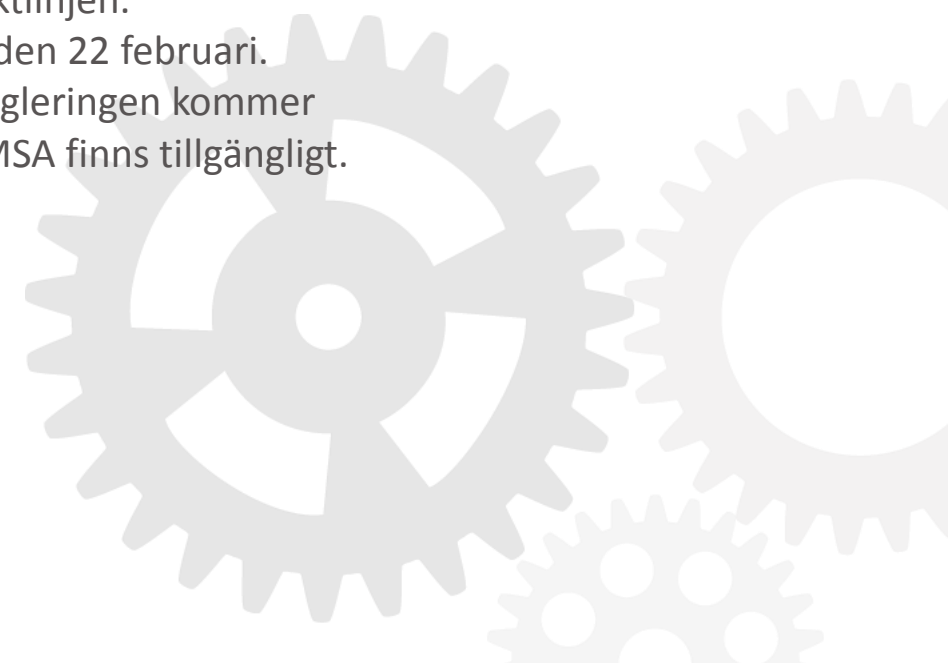 ktlinjen.
den 22 februari.
gleringen kommer
MSA finns tillgängligt.